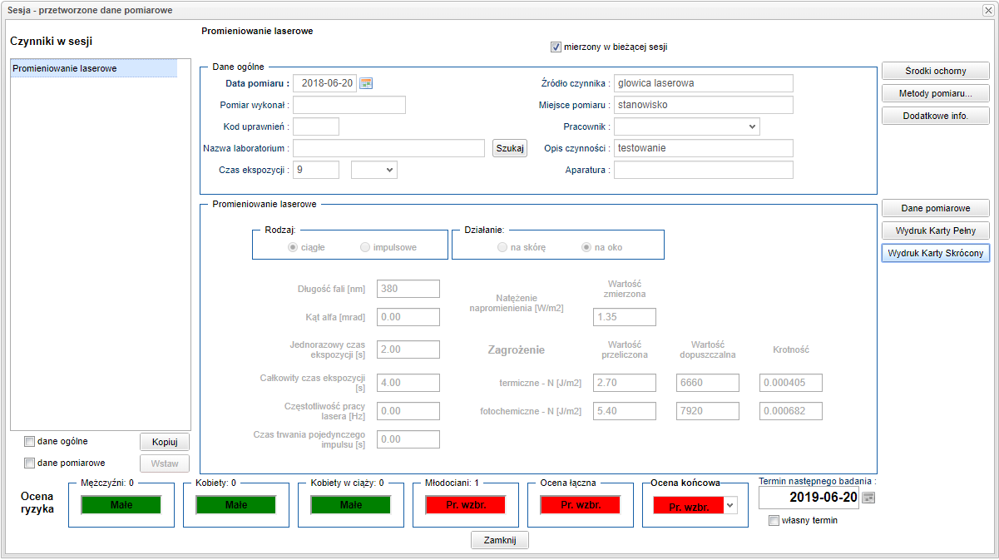 Sesja - przetworzone dane pomiarowe
Czynniki w sesji
Promieniowanie laserowe
Promieniowanie laserowe
mierzony w bieżącej sesji
Dane ogólne
Data pomiaru : 2018-06-20
Źródło czynnika : glowica laserowa
Pomiar wykonał :
Miejsce pomiaru : stanowisko
Kod uprawnień :
Pracownik :
Nazwa laboratorium : Szukaj
Opis czynności : testowanie
Czas ekspozycji : 9
Aparatura :
Środki ochorny
Metody pomiaru...
Dodatkowe info.
Promieniowanie laserowe
Rodzaj:
ciągłe impulsowe
Działanie:
na skórę na oko
Długość fali [nm] 380
Kąt alfa [mrad] 0.00
Jednorazowy czas
ekspozycji [s] 2.00
Całkowity czas ekspozycji
[s] 4.00
Częstotliwość pracy
lasera [Hz] 0.00
Czas trwania pojedynczego
impulsu [s] 0.00
Natężenie
napromienienia [W/m2]
Wartość
zmierzona
1.35
Zagrożenie
Wartość
przeliczona
Wartość
dopuszczalna
Krotność
termiczne - N [J/m2] 2.70 6660 0.000405
fotochemiczne - N [J/m2] 5.40 7920 0.000682
Dane pomiarowe
Wydruk Karty Pełny
Wydruk Karty Skrócony
dane ogólne Kopiuj
dane pomiarowe Wstaw
Ocena
ryzyka
Mężczyźni: 0
Małe
Kobiety: 0
Małe
Kobiety w ciąży: 0
Małe
Młodociani: 1
Pr. wzbr.
Ocena łączna
Pr. wzbr.
Ocena końcowa
Pr. wzbr.
Termin następnego badania :
2019-06-20
własny termin
Zamknij